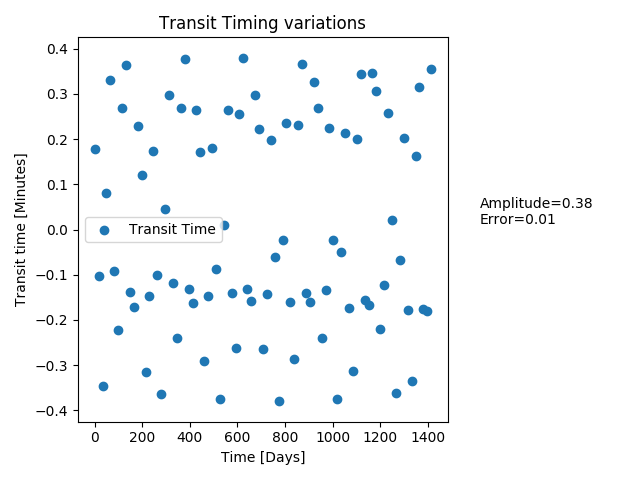 Transit Timing variations
0.4
0.3
0.2
0.1
0.0
−0.1
−0.2
−0.3
−0.4
Transit time [Minutes]
Transit Time
Amplitude=0.38
Error=0.01
0
200
400
600
800
1000
1200
1400
Time [Days]